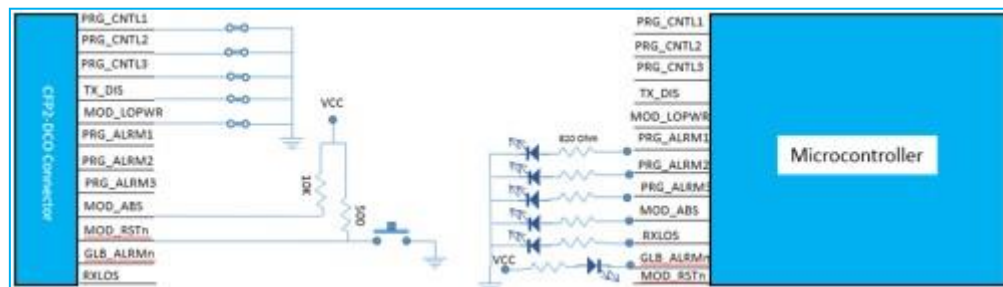 CFP2-DCO Connector
PRG_CNTL1
PRG_CNTL2
PRG_CNTL3
TX_DIS
MOD_LOPWR
PRG_ALRM1
PRG_ALRM2
PRG_ALRM3
MOD_ABS
MOD_RSTn
GLB_ALRMn
RXLOS
VCC
10K
500
PRG_CNTL1
PRG_CNTL2
PRG_CNTL3
TX_DIS
MOD_LOPWR
PRG_ALRM1
PRG_ALRM2
PRG_ALRM3
MOD_ABS
RXLOS
GLB_ALRMn
MOD_RSTn
820 Ohm
VCC
Microcontroller